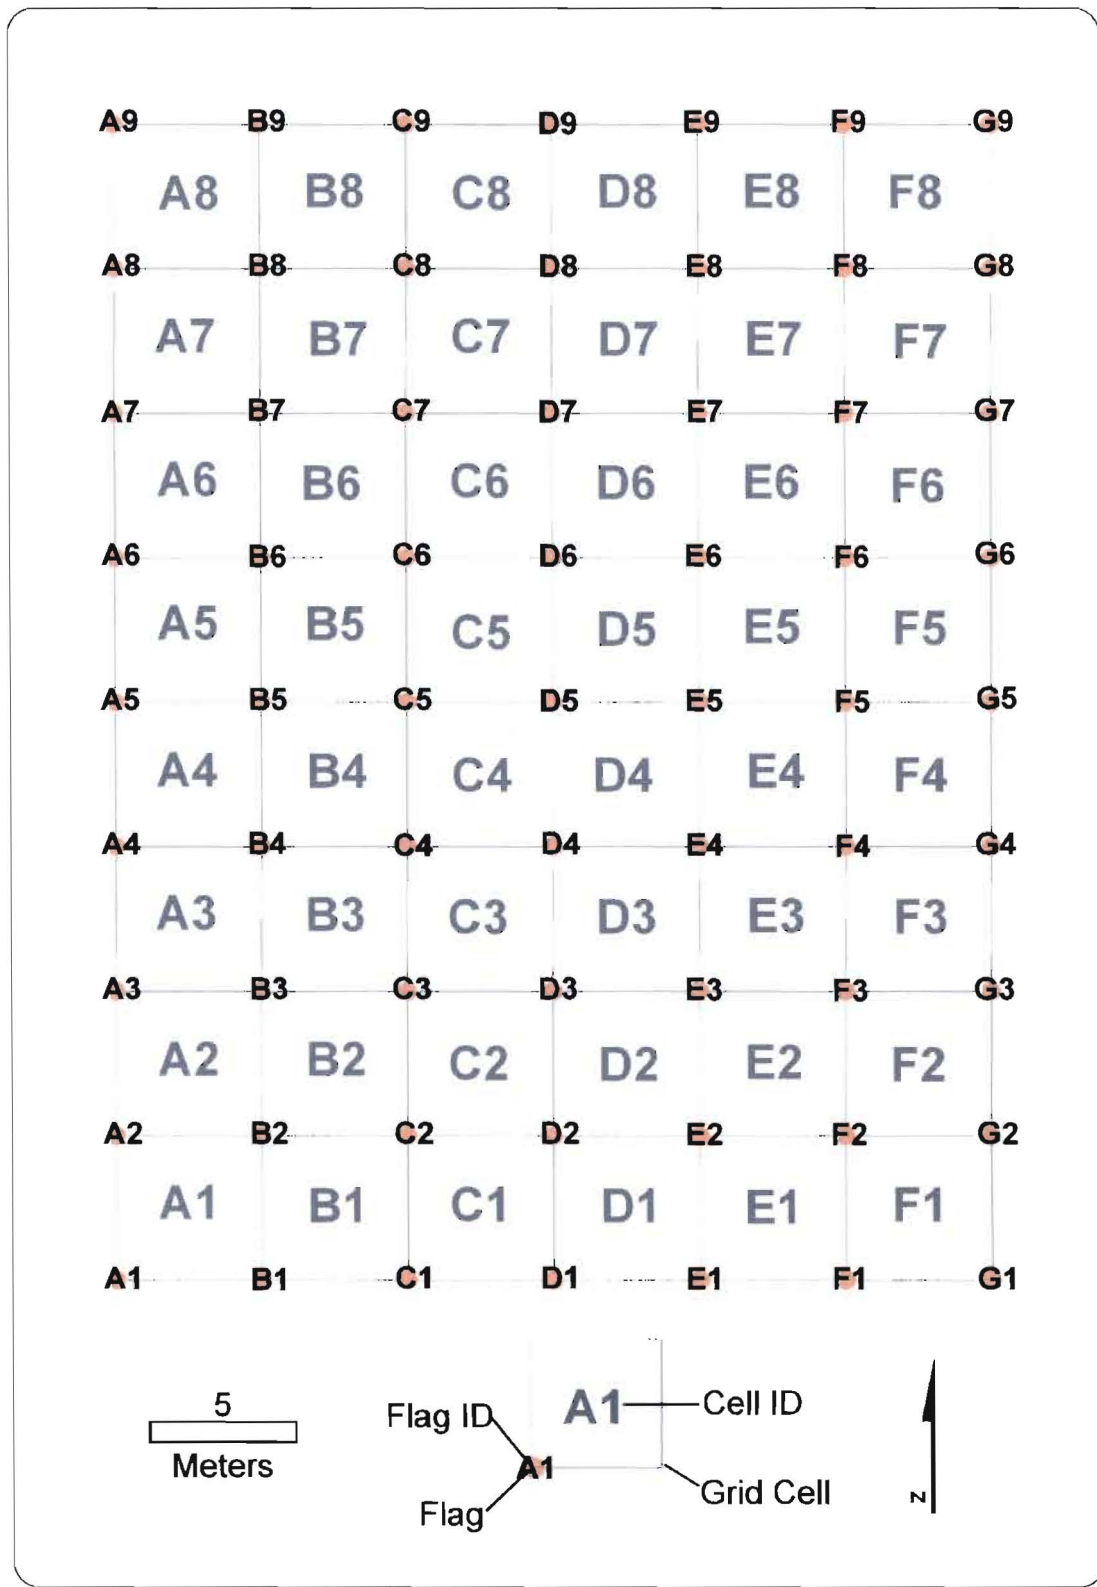 A9 B9 C9 D9 E9 F9 G9
A8 B8 C8 D8 E8 F8
A8 B8 C8 D8 E8 F8 G8
A7 B7 C7 D7 E7 F7
A7 B7 C7 D7 E7 F7 G7
A6 B6 C6 D6 E6 F6
A6 B6 C6 D6 E6 F6 G6
A5 B5 C5 D5 E5 F5
A5 B5 C5 D5 E5 F5 G5
A4 B4 C4 D4 E4 F4
A4 B4 C4 D4 E4 F4 G4
A3 B3 C3 D3 E3 F3
A3 B3 C3 D3 E3 F3 G3
A2 B2 C2 D2 E2 F2
A2 B2 C2 D2 E2 F2 G2
A1 B1 C1 D1 E1 F1
A1 B1 C1 D1 E1 F1 G1
5
Meters
A1
Cell ID
Flag ID
A1
Grid Cell
Flag
N